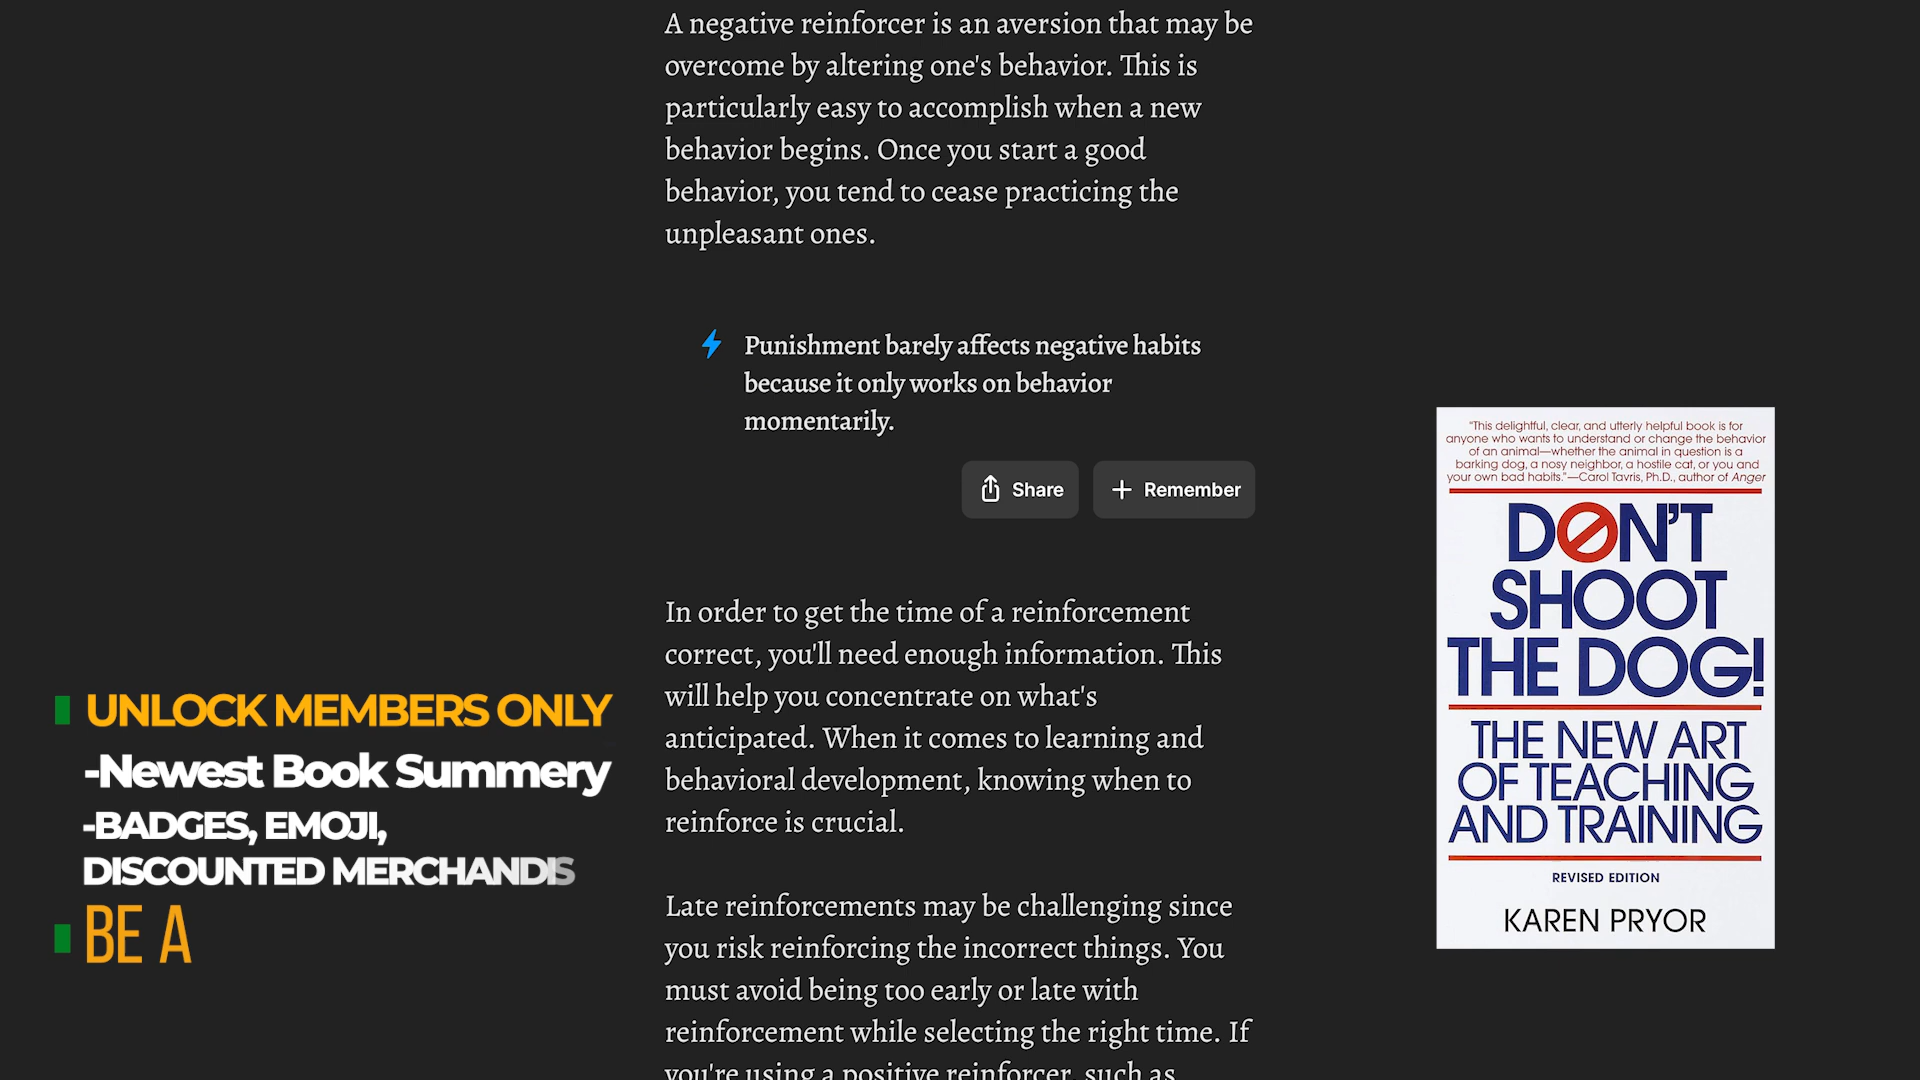 A negative reinforcer is an aversion that may be
overcome by altering one's behavior. This is
particularly easy to accomplish when a new
behavior begins. Once you start a good
behavior, you tend to cease practicing the
unpleasant ones.
Punishment barely affects negative habits
because it only works on behavior
momentarily.
Share
Remember
In order to get the time of a reinforcement
correct, you'll need enough information. This
will help you concentrate on what's
anticipated. When it comes to learning and
behavioral development, knowing when to
reinforce is crucial.
Late reinforcements may be challenging since
you risk reinforcing the incorrect things. You
must avoid being too early or late with
reinforcement while selecting the right time. If
you're using a positive reinforcer, such as
UNLOCK MEMBERS ONLY
-Newest Book Summery
-BADGES, EMOJI,
DISCOUNTED MERCHANDIS
BE A
"This delightful, clear, and utterly helpful book is for
anyone who wants to understand or change the behavior
of an animal—whether the animal in question is a
barking dog, a nosy neighbor, a hostile cat, or you and
your own bad habits."—Carol Tavris, Ph.D., author of Anger
DON'T
SHOOT
THE DOG!
THE NEW ART
OF TEACHING
AND TRAINING
REVISED EDITION
KAREN PRYOR